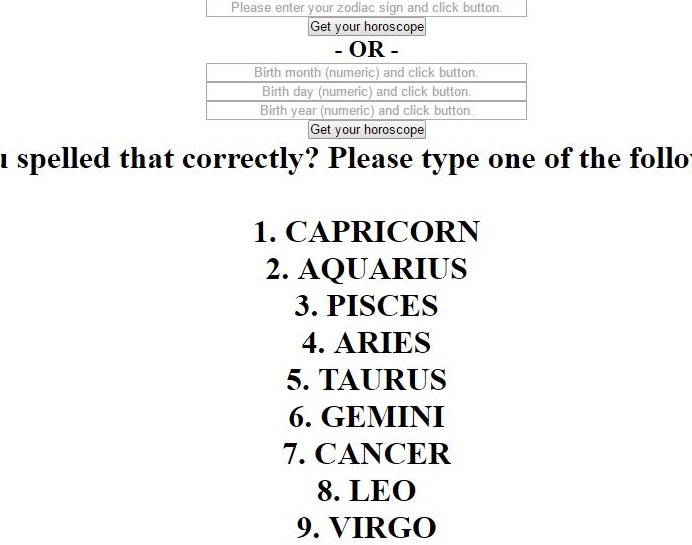 Please enter your zodiac sign and click button.
Get your horoscope
- OR -
Birth month (numeric) and click button.
Birth day (numeric) and click button.
Birth year (numeric) and click button.
Get your horoscope
spelled that correctly? Please type one of the
1. CAPRICORN
2. AQUARIUS
3. PISCES
4. ARIES
5. TAURUS
6. GEMINI
7. CANCER
8. LEO
9. VIRGO